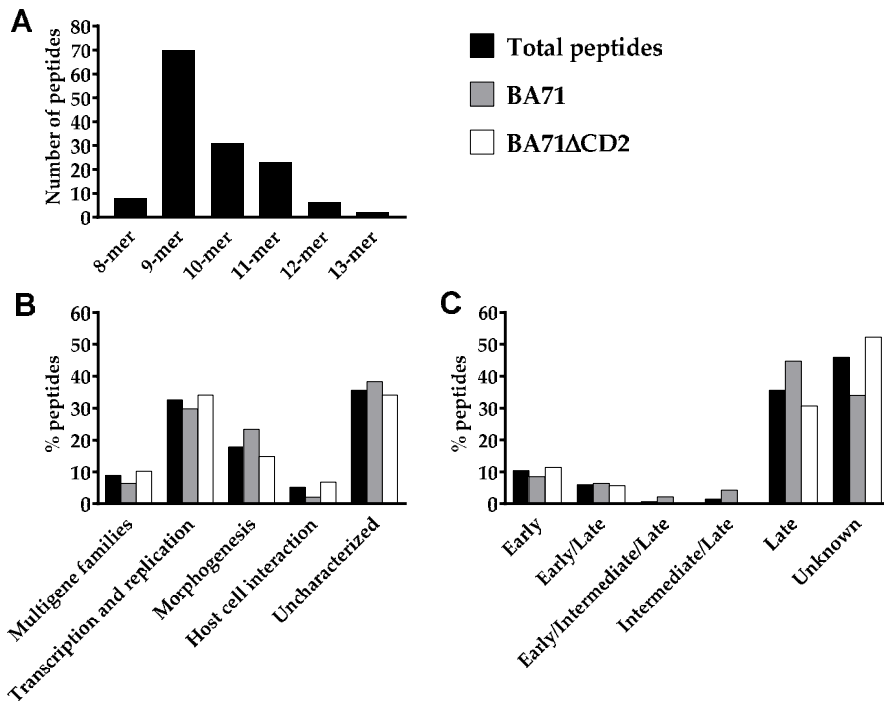 A
Number of peptides
80
70
60
50
40
30
20
10
0
8-mer
9-mer
10-mer
11-mer
12-mer
13-mer
Total peptides
BA71
BA71ΔCD2
B
% peptides
60
50
40
30
20
10
0
Multigene families
Transcription and replication
Morphogenesis
Host cell interaction
Uncharacterized
C
% peptides
60
50
40
30
20
10
0
Early
Early/Late
Early/Intermediate/Late
Intermediate/Late
Late
Unknown